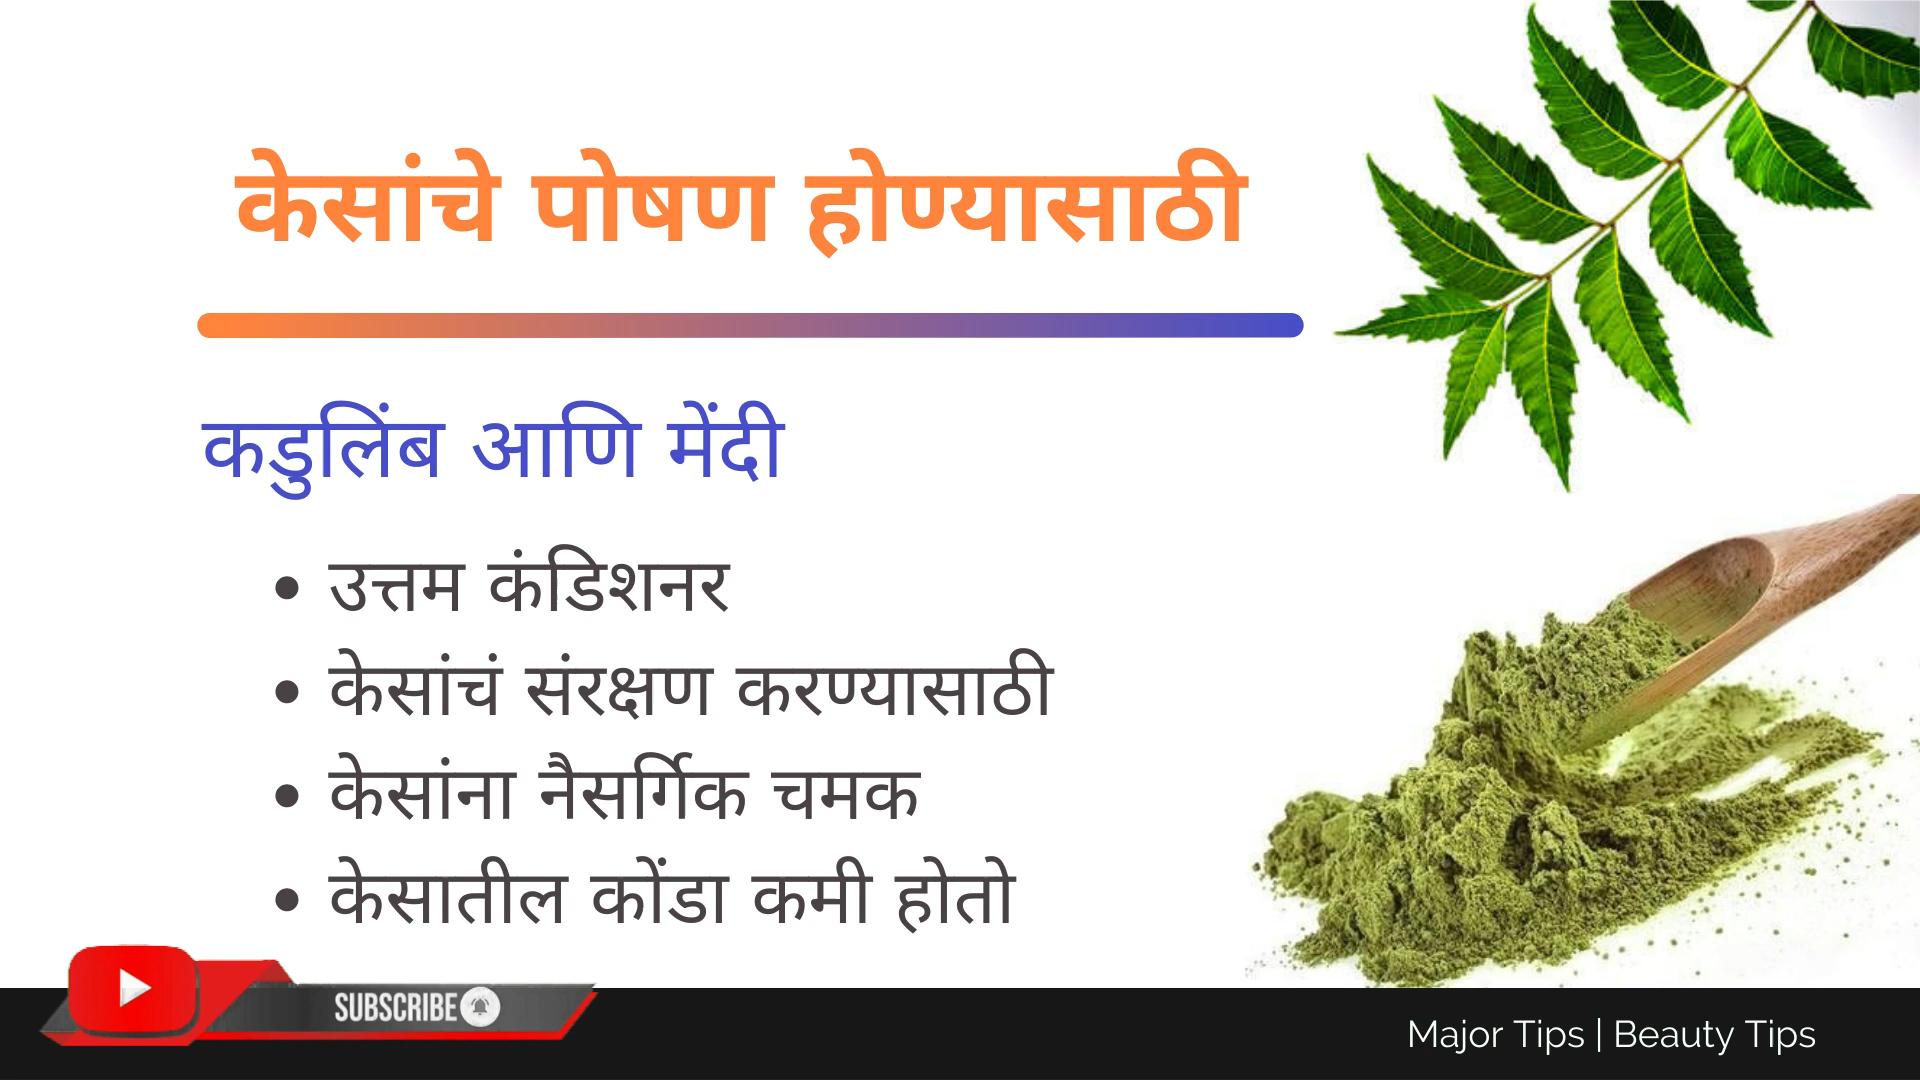 केसांचे पोषण होण्यासाठी
कडुलिंब आणि मेंदी
• उत्तम कंडिशनर
• केसांचं संरक्षण करण्यासाठी
• केसांना नैसर्गिक चमक
• केसातील कोंडा कमी होतो
SUBSCRIBE
Major Tips | Beauty Tips